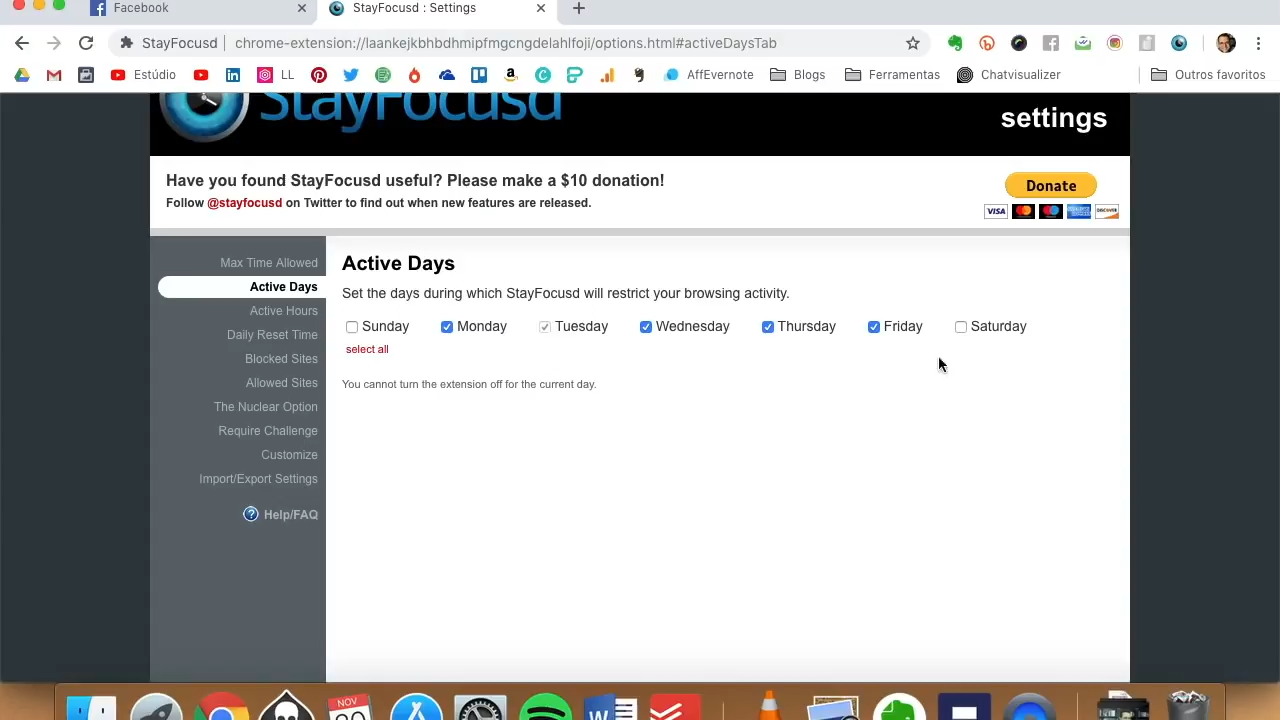 Facebook
StayFocusd : Settings
StayFocusd
chrome-extension://laankejkbhbdhmipfmgcngdelahlfoji/options.html#activeDaysTab
Estúdio
LL
AffEvernote
Blogs
Ferramentas
Chatvisualizer
Outros favoritos
StayFocusd
settings
Have you found StayFocusd useful? Please make a $10 donation!
Follow @stayfocusd on Twitter to find out when new features are released.
Donate
VISA
Max Time Allowed
Active Days
Active Hours
Daily Reset Time
Blocked Sites
Allowed Sites
The Nuclear Option
Require Challenge
Customize
Import/Export Settings
Help/FAQ
Active Days
Set the days during which StayFocusd will restrict your browsing activity.
Sunday Monday Tuesday Wednesday Thursday Friday Saturday
select all
You cannot turn the extension off for the current day.
NOV
W